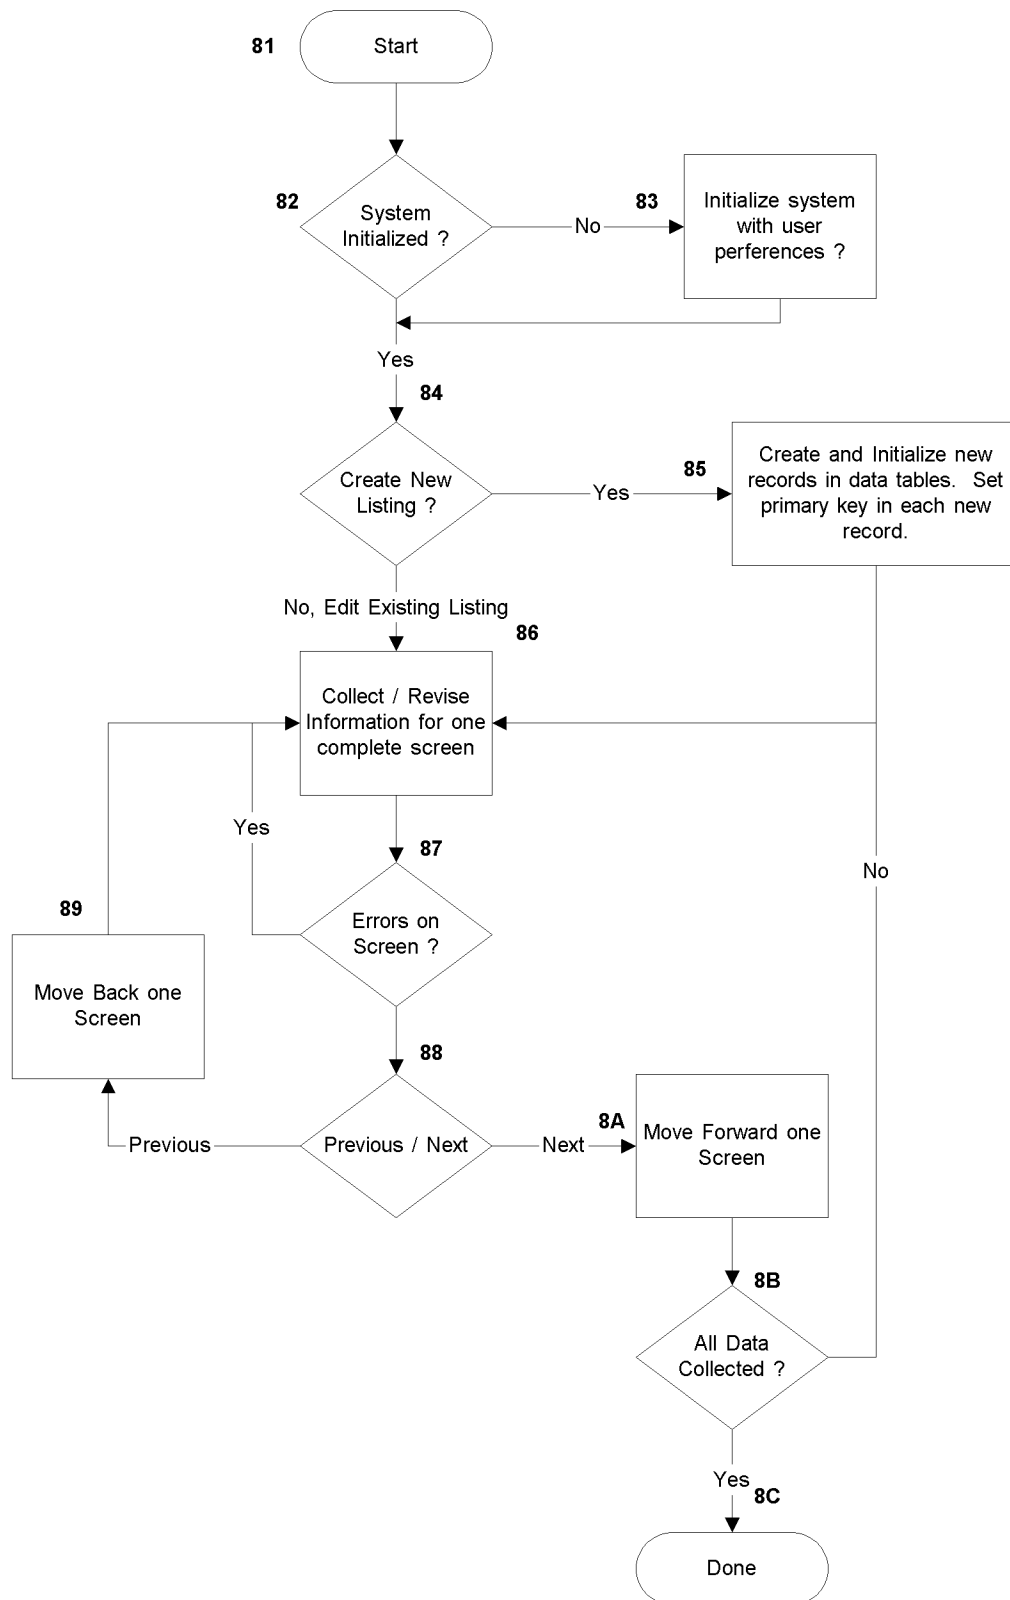 81
Start
82
System
Initialized ?
No
83
Initialize system
with user
perferences ?
Yes
84
Create New
Listing ?
Yes
85
Create and Initialize new
records in data tables. Set
primary key in each new
record.
No, Edit Existing Listing
86
Collect / Revise
Information for one
complete screen
Yes
87
Errors on
Screen ?
No
89
Move Back one
Screen
88
Previous
Previous / Next
Next
8A
Move Forward one
Screen
8B
All Data
Collected ?
Yes
8C
Done